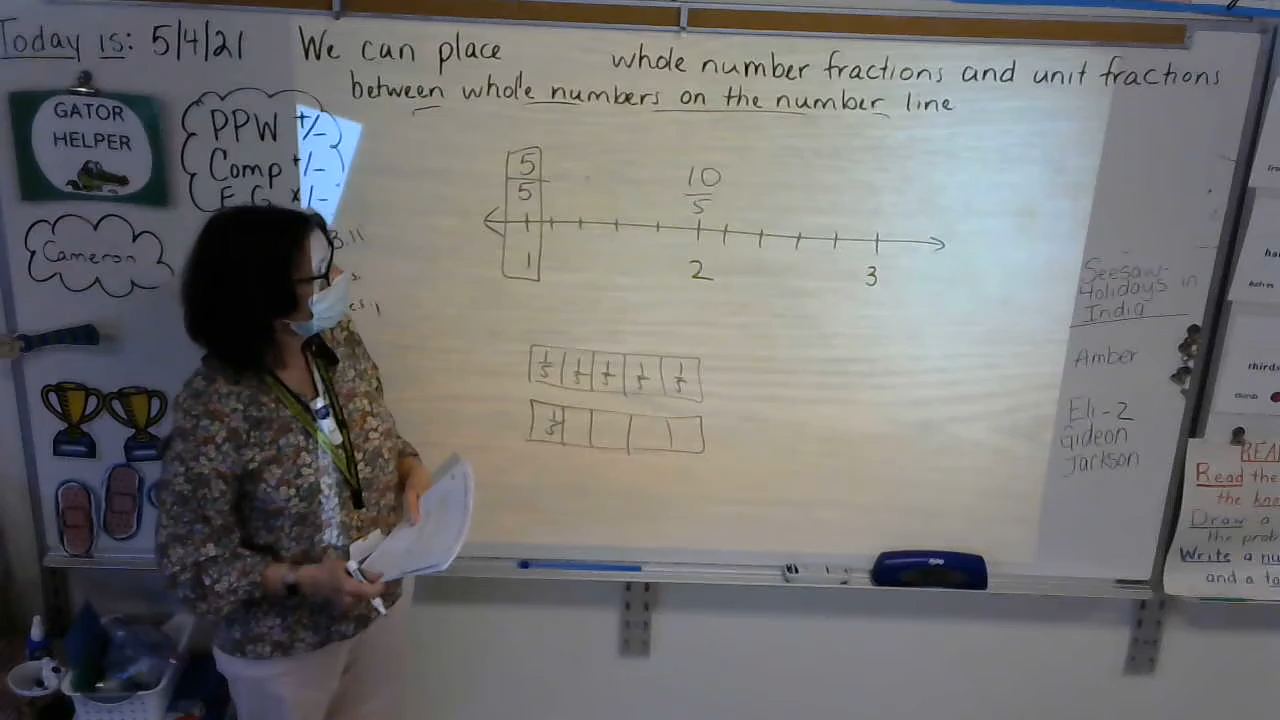 Today is: 5/4/21
We can place whole number fractions and unit fractions
between whole numbers on the number line
GATOR
HELPER
PPW +/-
Comp +/-
Cameron
5/5
10/5
1 2 3
1/5 1/5 1/5 1/5 1/5
1/5
Seesaw-
Holidays in
India
Amber
Eli-2
Gideon
Jackson
thirds
Read the
the
Draw a
the
Write a
and a